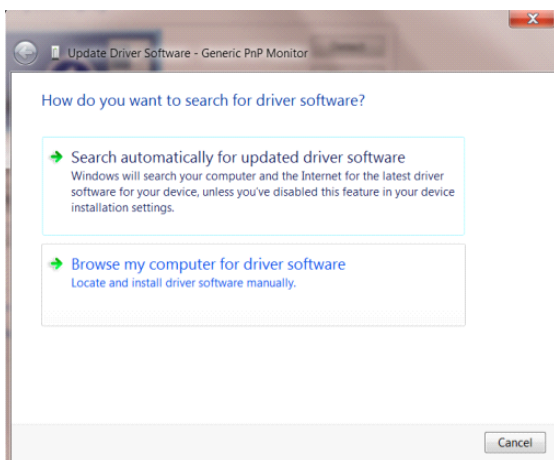 Update Driver Software - Generic PnP Monitor
How do you want to search for driver software?
Search automatically for updated driver software
Windows will search your computer and the Internet for the latest driver
software for your device, unless you've disabled this feature in your device
installation settings.
Browse my computer for driver software
Locate and install driver software manually.
Cancel